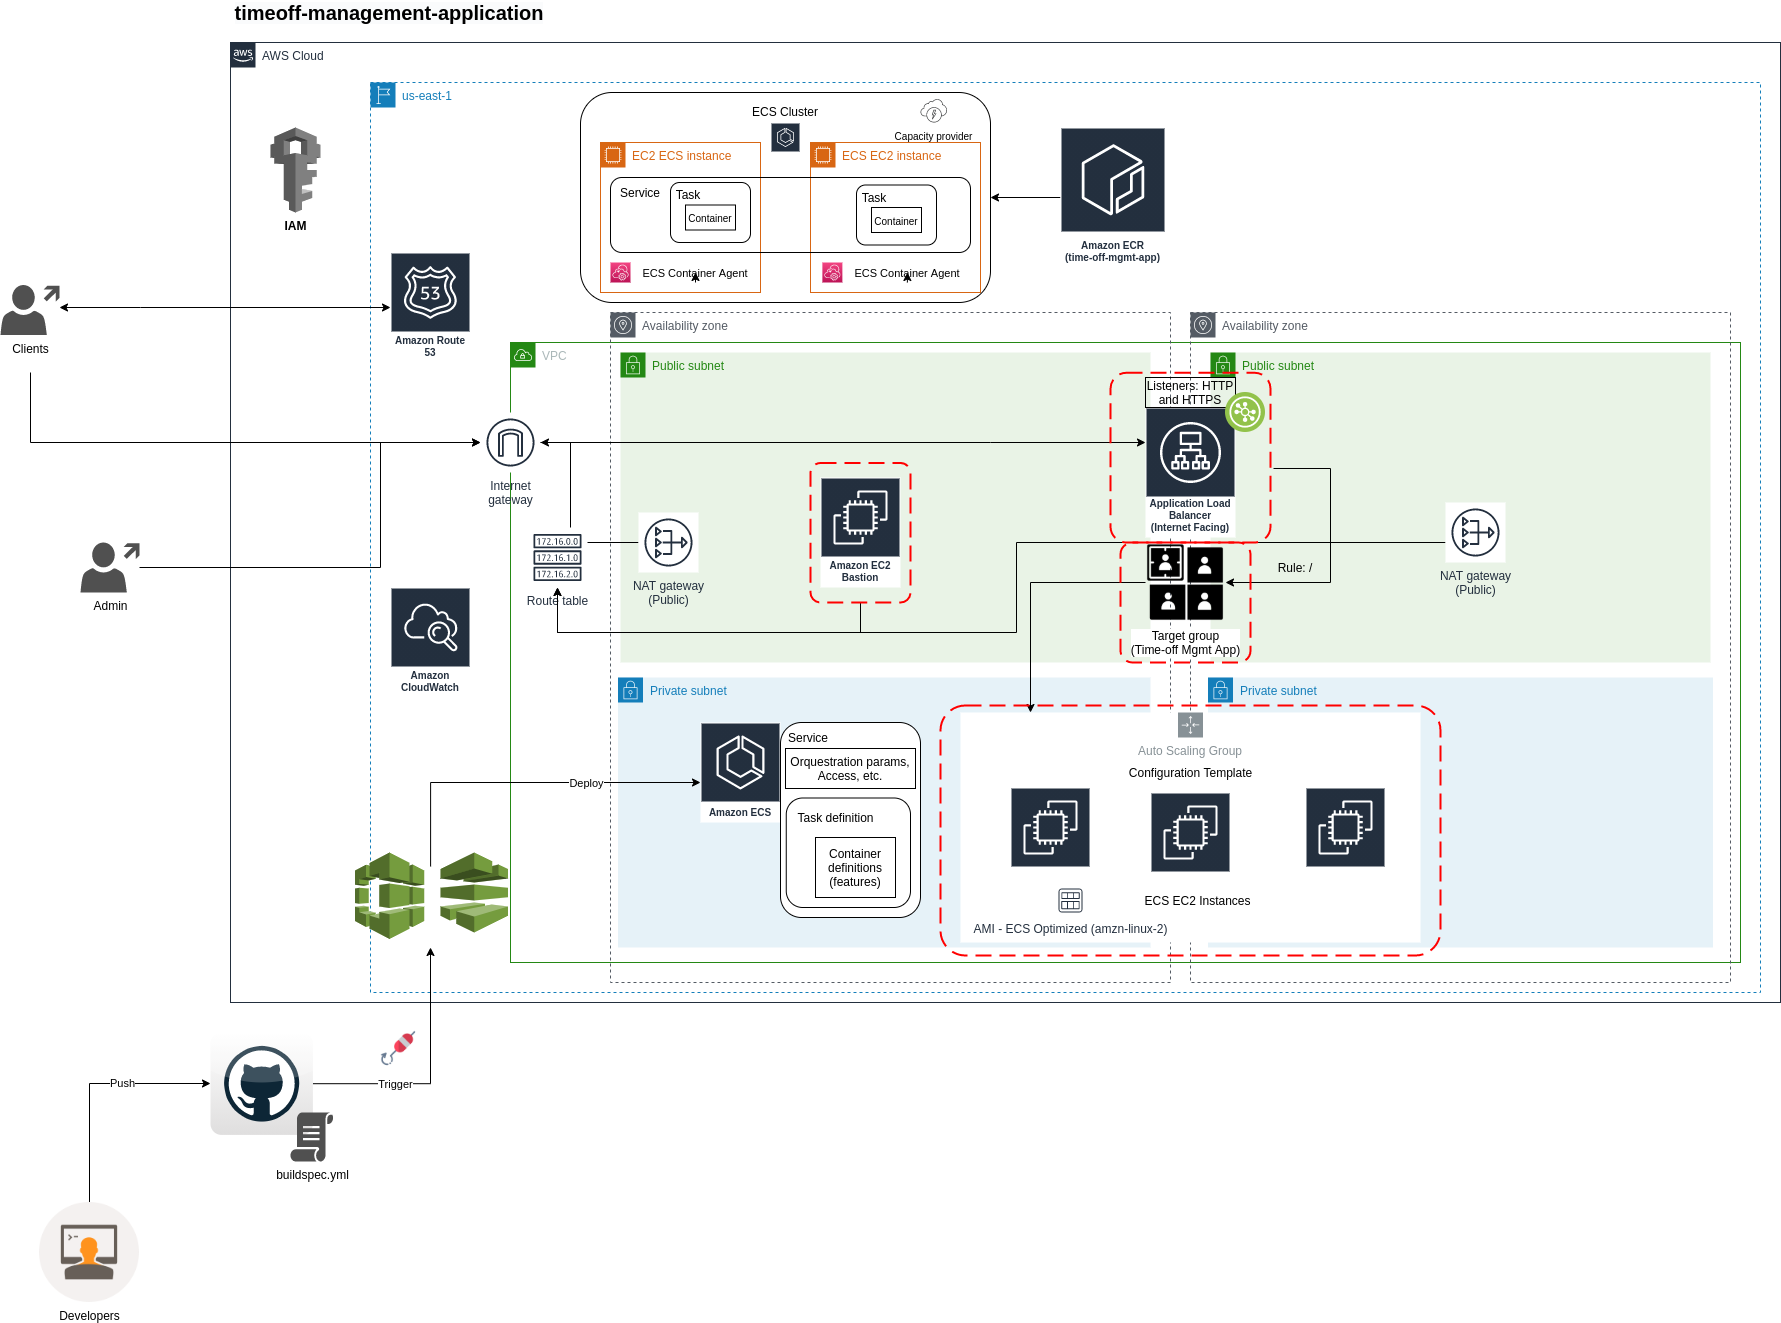 timeoff-management-application
aws
AWS Cloud
us-east-1
IAM
ECS Cluster
Capacity provider
EC2 ECS instance
ECS EC2 instance
Service
Task
Container
Task
Container
ECS Container Agent
ECS Container Agent
Amazon ECR
(time-off-mgmt-app)
53
Amazon Route
53
Clients
Availability zone
Availability zone
VPC
Public subnet
Public subnet
Listeners: HTTP
and HTTPS
Application Load
Balancer
(Internet Facing)
Internet
gateway
172.16.0.0
172.16.1.0
172.16.2.0
Route table
NAT gateway
(Public)
Amazon EC2
Bastion
Rule: /
NAT gateway
(Public)
Admin
Target group
(Time-off Mgmt App)
Amazon
CloudWatch
Private subnet
Private subnet
Auto Scaling Group
Configuration Template
Service
Orquestration params,
Access, etc.
Amazon ECS
Deploy
Task definition
Container
definitions
(features)
ECS EC2 Instances
AMI - ECS Optimized (amzn-linux-2)
Push
Trigger
buildspec.yml
Developers